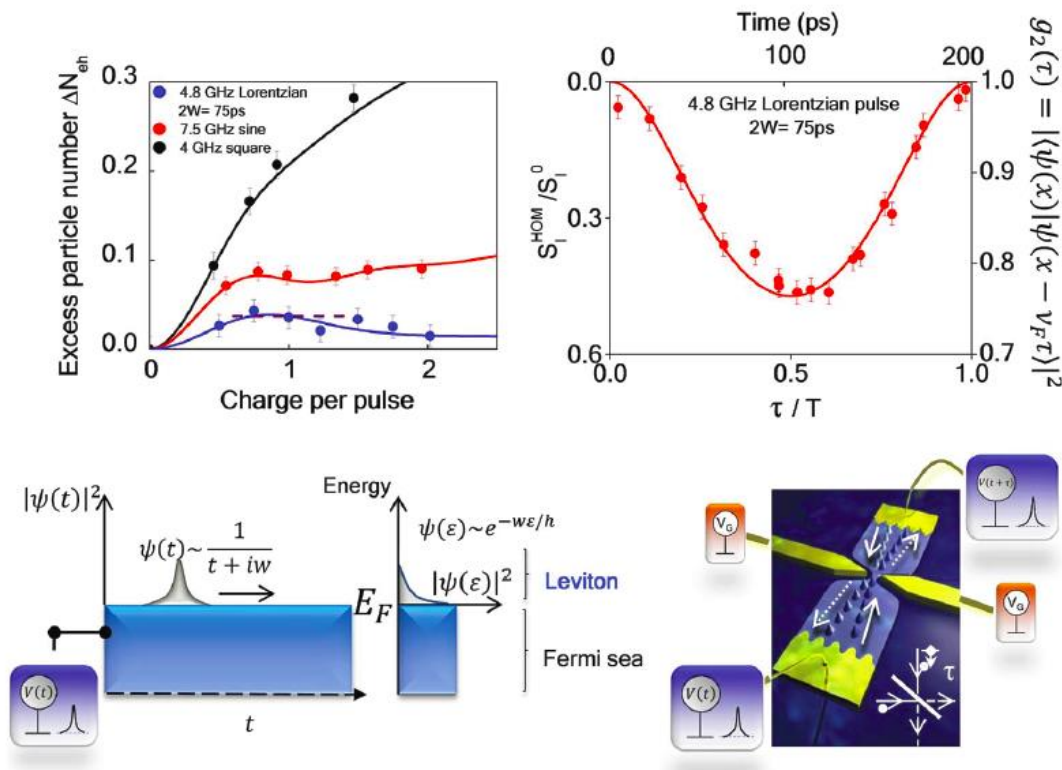 0.3
0.2
0.1
0.0
Excess particle number ΔN_eh
4.8 GHz Lorentzian
2W= 75ps
7.5 GHz sine
4 GHz square
0
1
2
Charge per pulse
Time (ps)
0
100
200
0.0
0.3
0.6
S_I^HOM/S_I^0
4.8 GHz Lorentzian pulse
2W= 75ps
1.0
0.9
0.8
0.7
g_2(τ) = |⟨ψ(x)|ψ(x − v_F τ)⟩|^2
0.0
0.5
1.0
τ / T
|ψ(t)|^2
ψ(t)~ 1/(t + iw)
V(t)
t
Energy
ψ(ε)~e^{−wε/ħ}
|ψ(ε)|^2
E_F
Leviton
Fermi sea
V_G
V(t+τ)
V_G
V(t)
τ